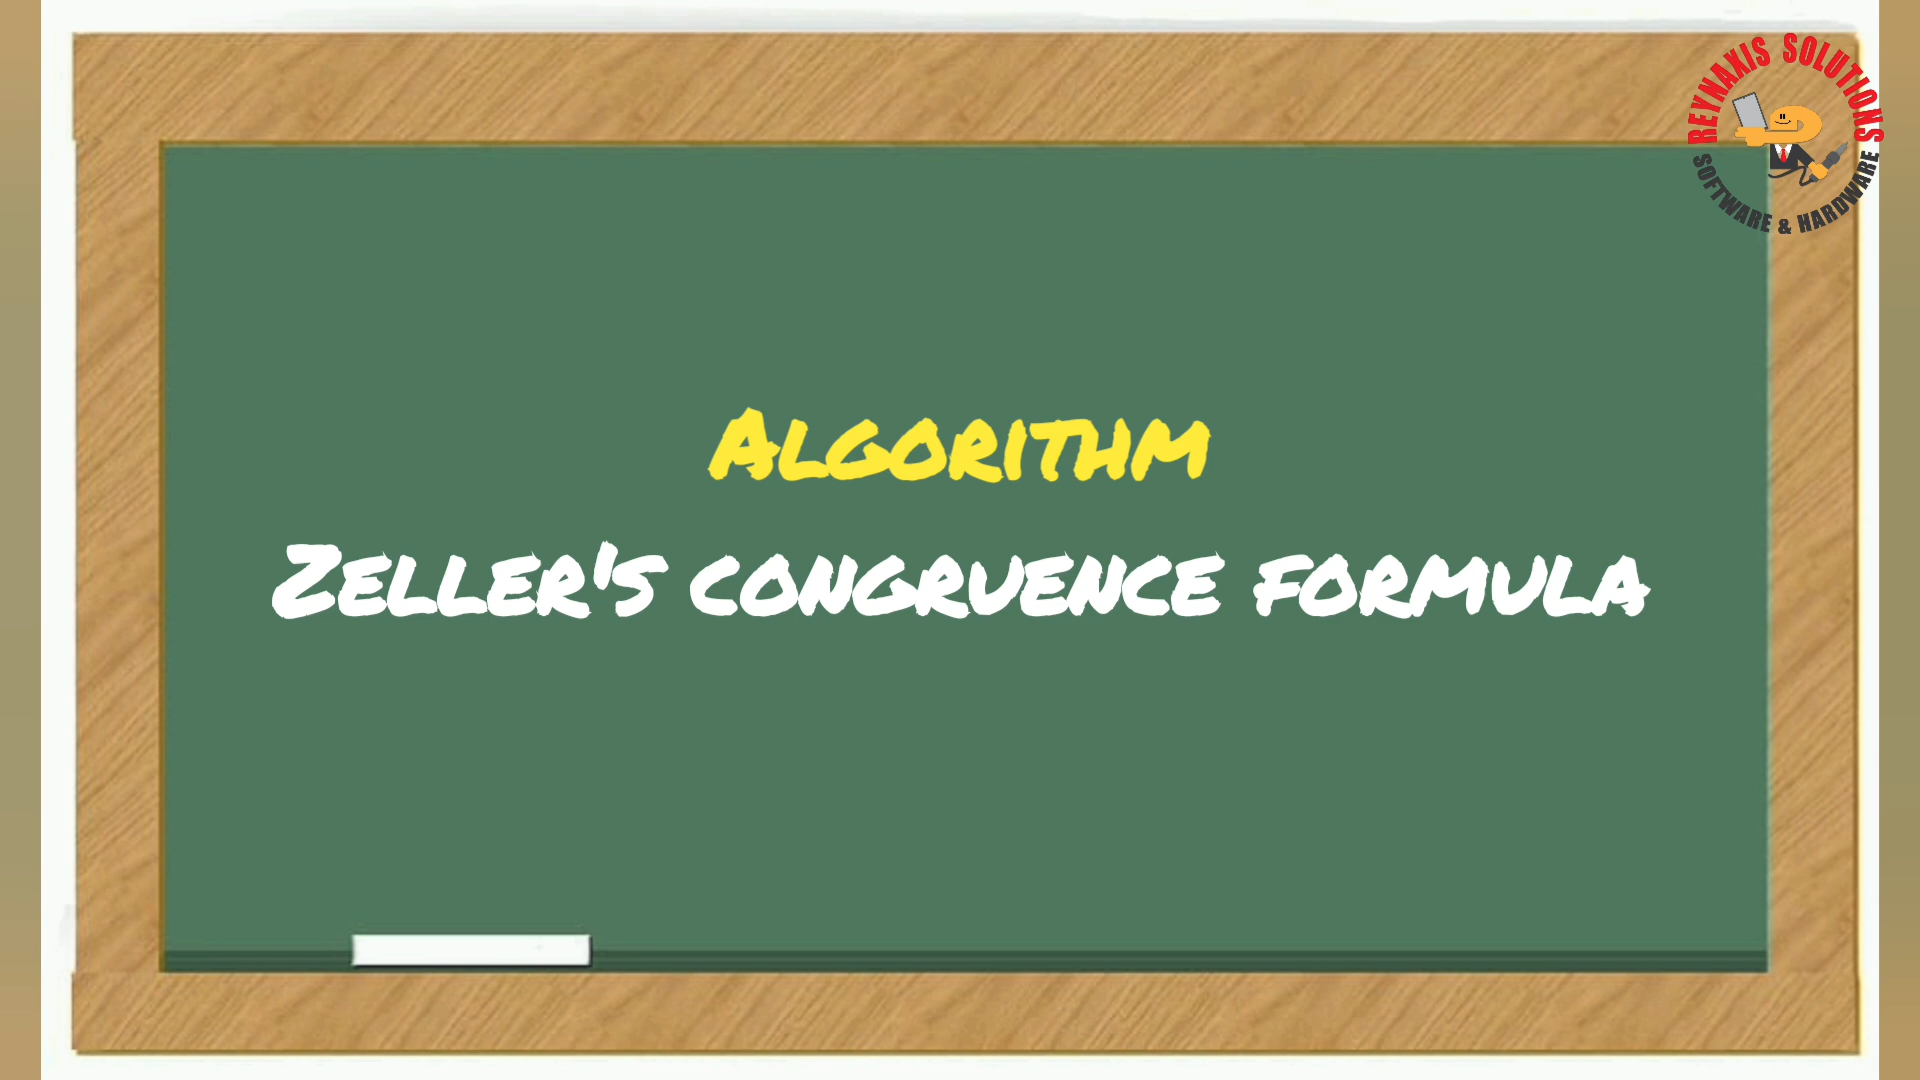 REYNAXIS SOLUTIONS
SOFTWARE & HARDWARE
ALGORITHM
ZELLER'S CONGRUENCE FORMULA